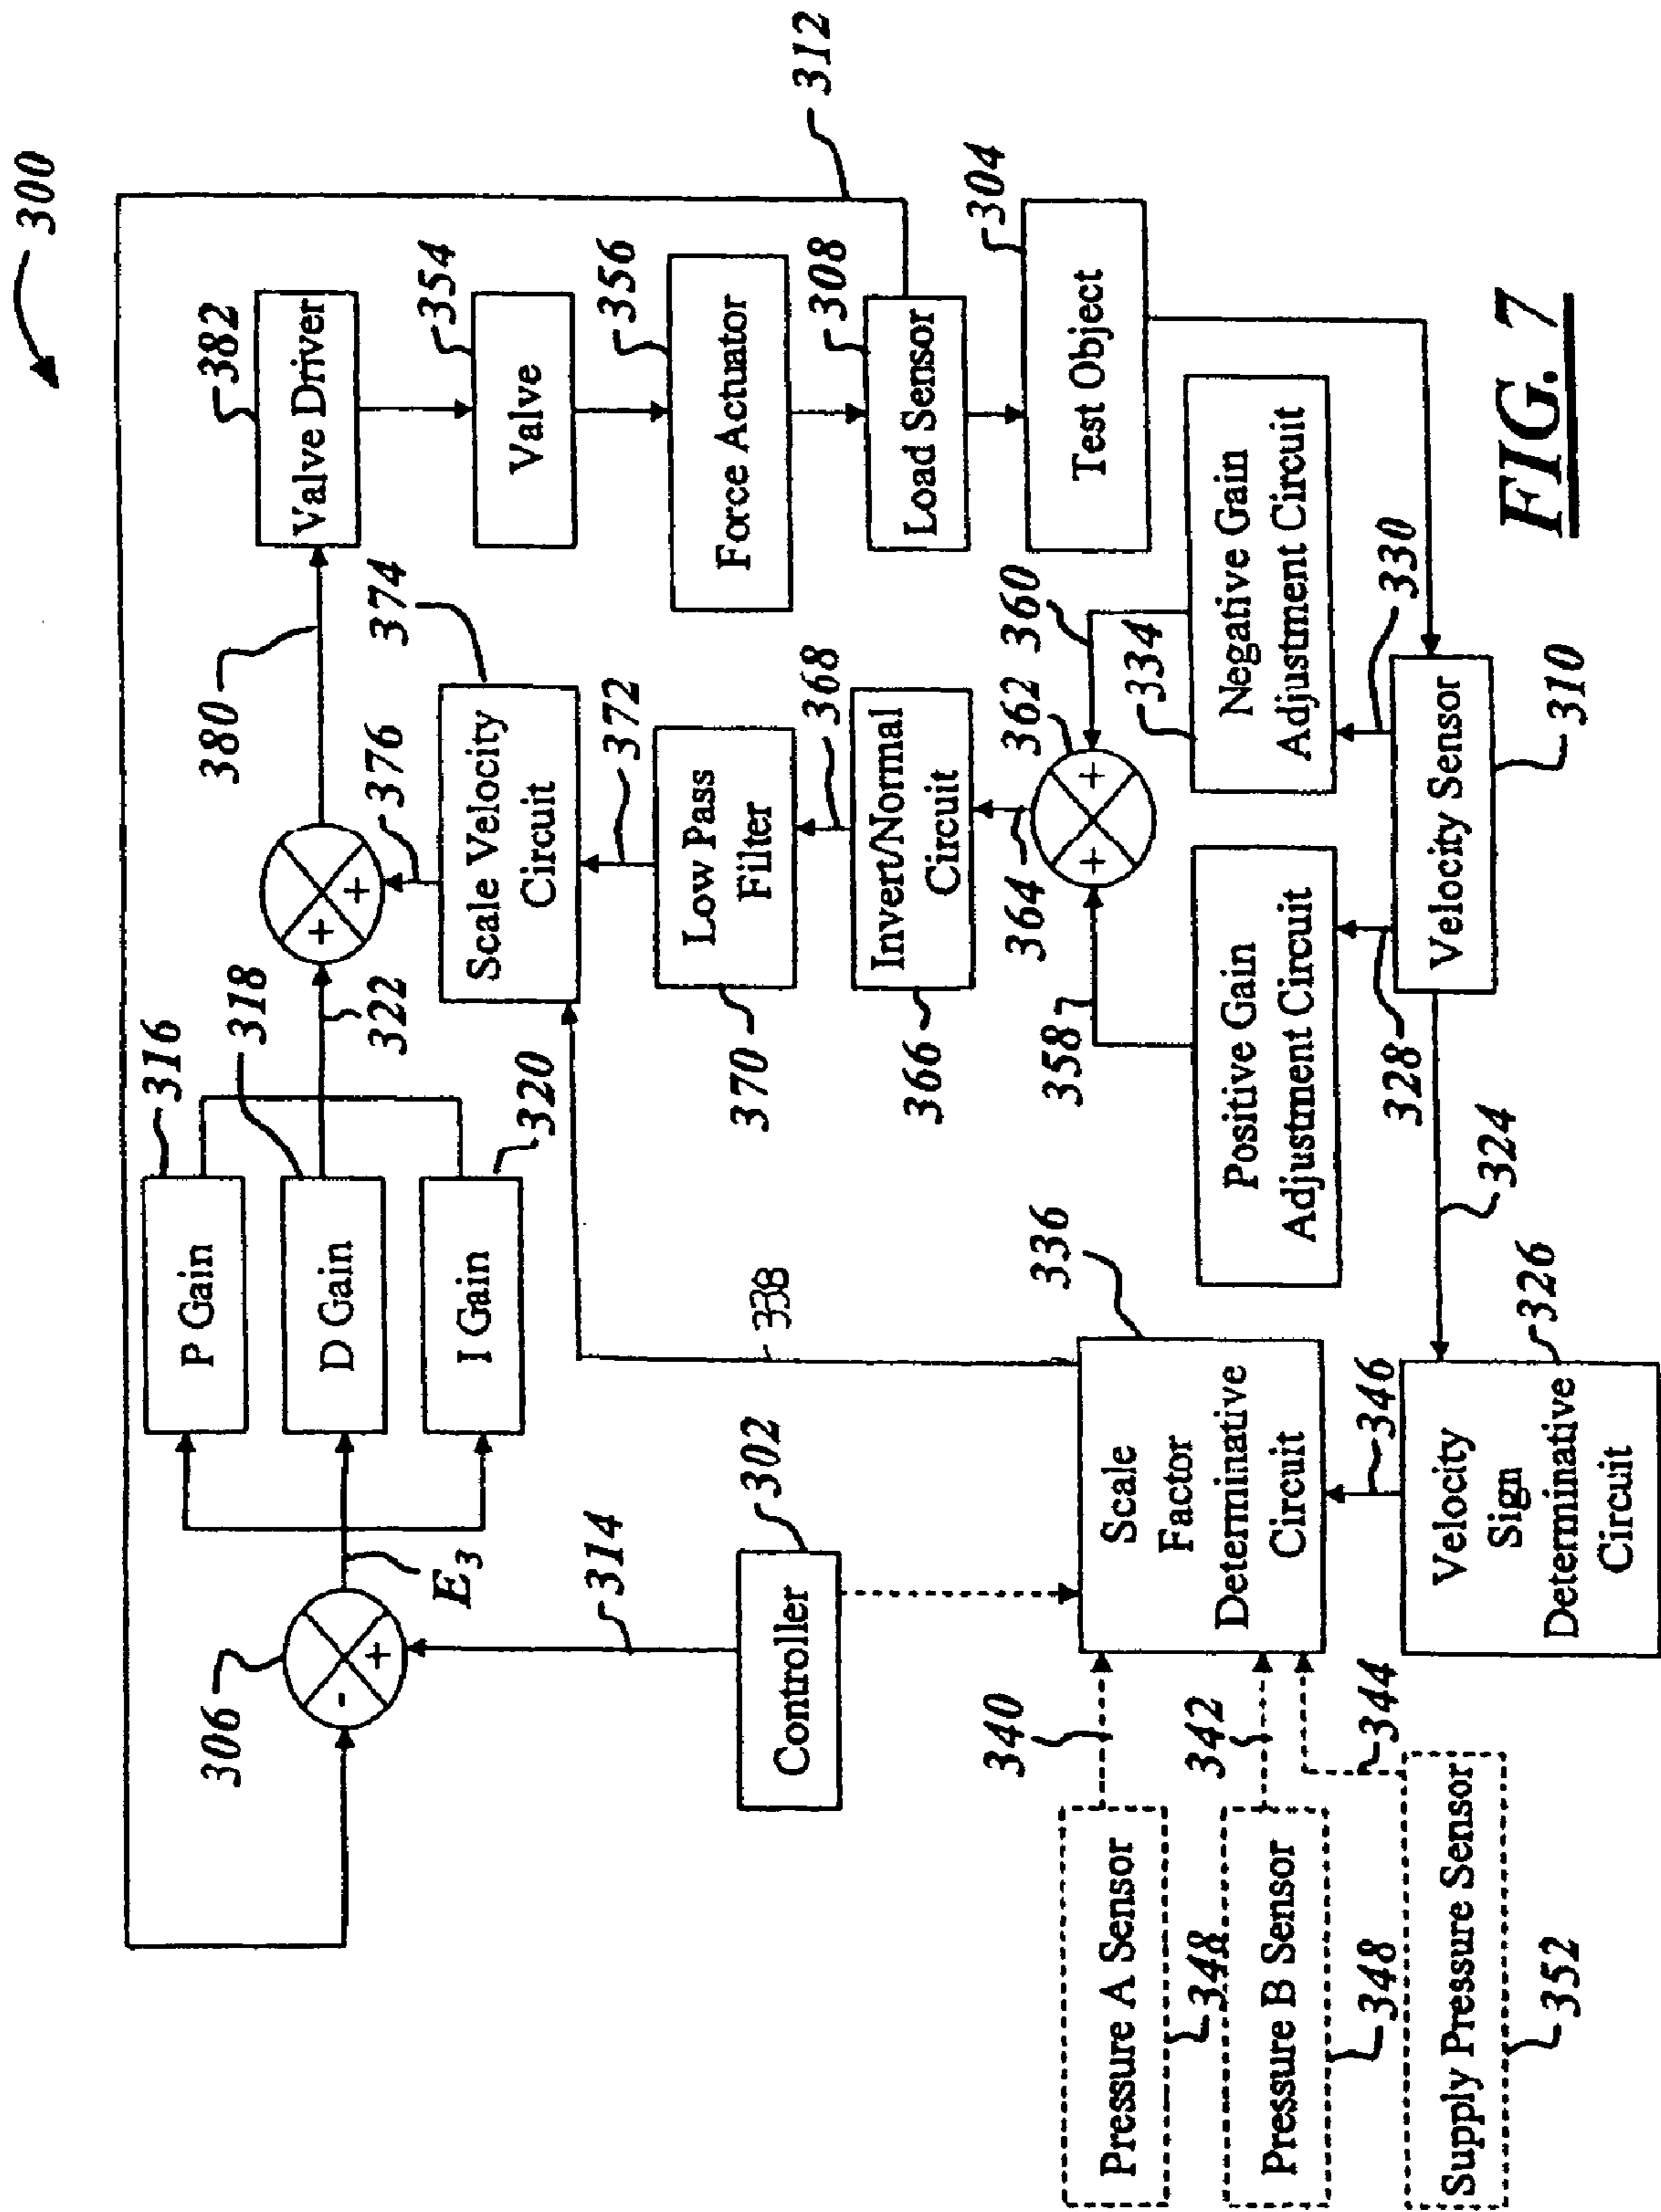 300
312
382
Valve Driver
354
Valve
356
Force Actuator
308
Load Sensor
304
Test Object
380
+
+
376
374
Scale Velocity
Circuit
372
Low Pass
Filter
370
368
Invert/Normal
Circuit
366
364
362
+
+
360
358
334
Negative Gain
Adjustment Circuit
330
Positive Gain
Adjustment Circuit
328
Velocity Sensor
310
324
316
P Gain
318
D Gain
322
I Gain
320
306
-
+
E3
314
302
Controller
338
336
Scale
Factor
Determinative
Circuit
346
326
Velocity
Sign
Determinative
Circuit
340
342
344
Pressure A Sensor
348
Pressure B Sensor
348
Supply Pressure Sensor
352
FIG. 7